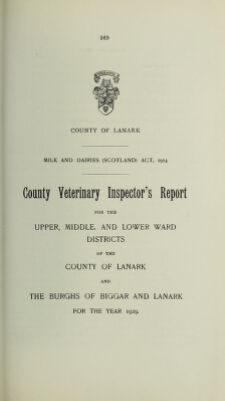 COUNTY OF LANARK
MILK AND DAIRIES (SCOTLAND) ACT, 1914
County Veterinary Inspector's Report
FOR THE
UPPER, MIDDLE, AND LOWER WARD
DISTRICTS
OF THE
COUNTY OF LANARK
AND
THE BURGHS OF BIGGAR AND LANARK
FOR THE YEAR 1929.